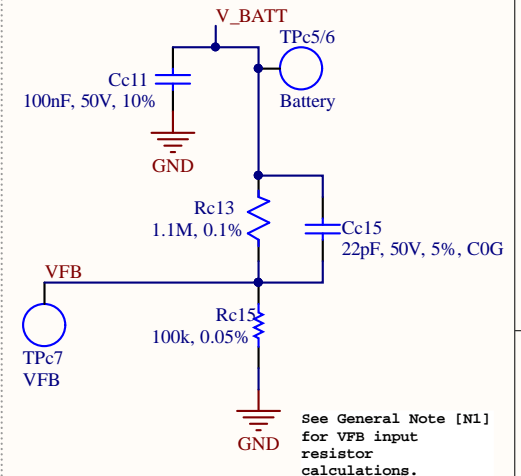 V_BATT
TPc5/6
Cc11
100nF, 50V, 10%
Battery
GND
Rc13
1.1M, 0.1%
Cc15
22pF, 50V, 5%, C0G
VFB
Rc15
100k, 0.05%
TPc7
VFB
GND
See General Note [N1]
for VFB input
resistor
calculations.